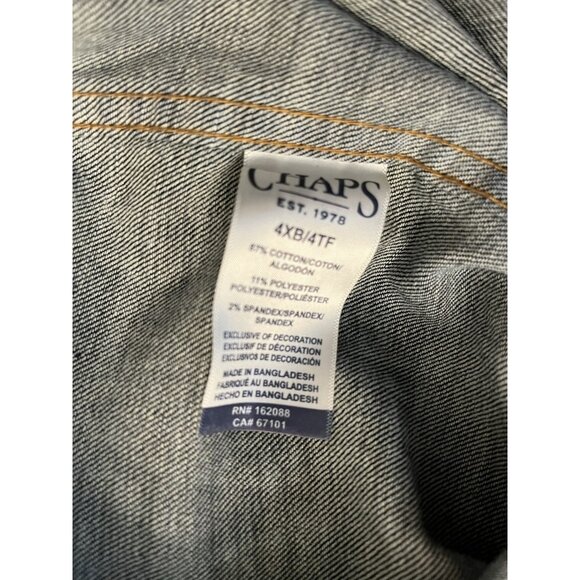 CHAPS
EST. 1978
4XB/4TF
87% COTTON/COTON/
ALGODÓN
11% POLYESTER
POLYESTER/POLIÉSTER
2% SPANDEX/SPANDEX/
SPANDEX
EXCLUSIVE OF DECORATION
EXCLUSIF DE DÉCORATION
EXCLUSIVOS DE DECORACIÓN
MADE IN BANGLADESH
FABRIQUÉ AU BANGLADESH
HECHO EN BANGLADESH
RN# 162088
CA# 67101